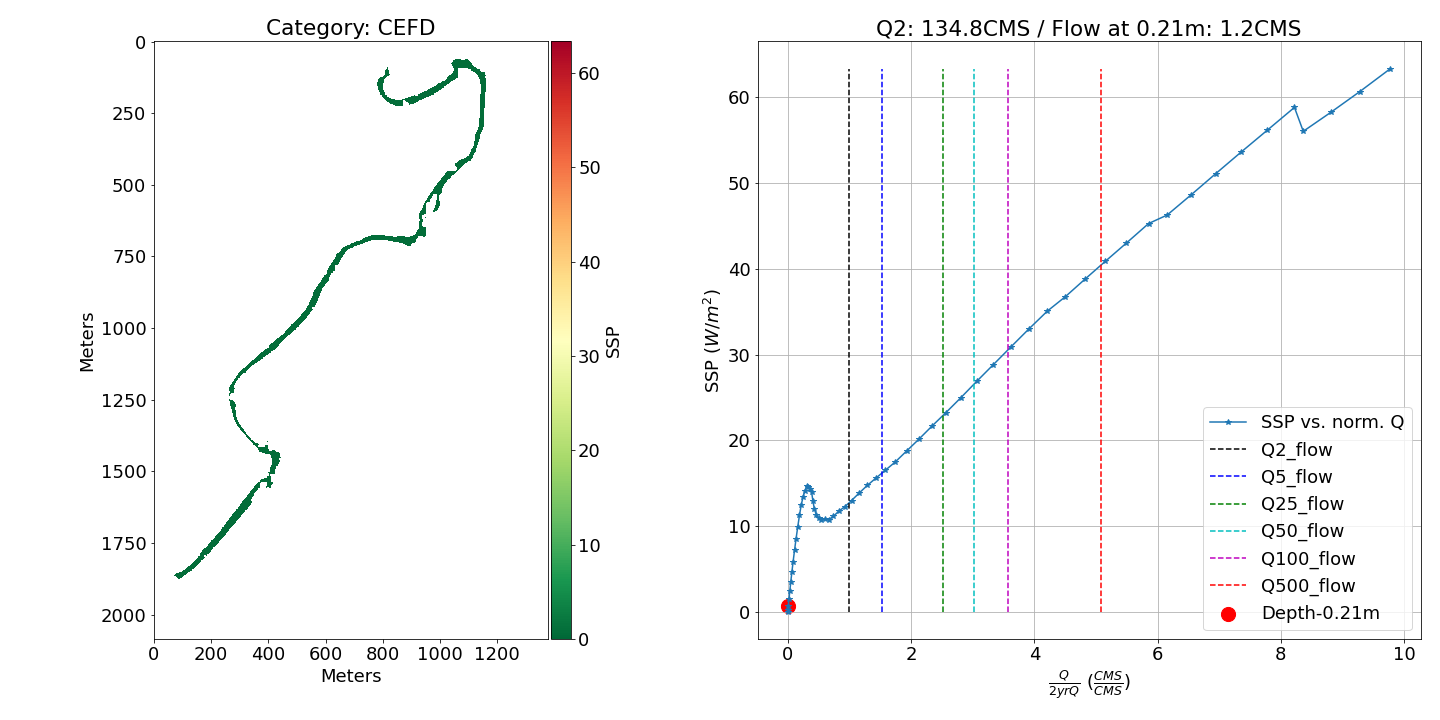 Category: CEFD
0
250
500
750
1000
1250
1500
1750
2000
Meters
0 200 400 600 800 1000 1200
Meters
60
50
40
30
20
10
0
SSP
Q2: 134.8CMS / Flow at 0.21m: 1.2CMS
60
50
40
30
20
10
0
SSP (W/m²)
0 2 4 6 8 10
Q/2yrQ (CMS/CMS)
SSP vs. norm. Q
Q2_flow
Q5_flow
Q25_flow
Q50_flow
Q100_flow
Q500_flow
Depth-0.21m